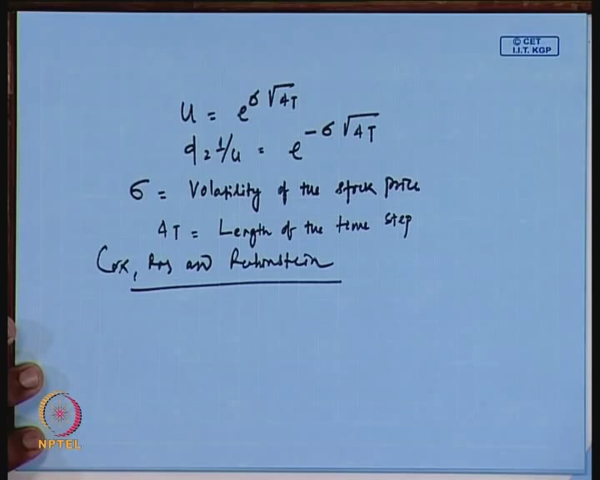 © CET
I.I.T. KGP
u = e^σ√ΔT
d = 1/u = e^-σ√ΔT
σ = Volatility of the stock price
ΔT = Length of the time step
Cox, Ross and Rubinstein
NPTEL